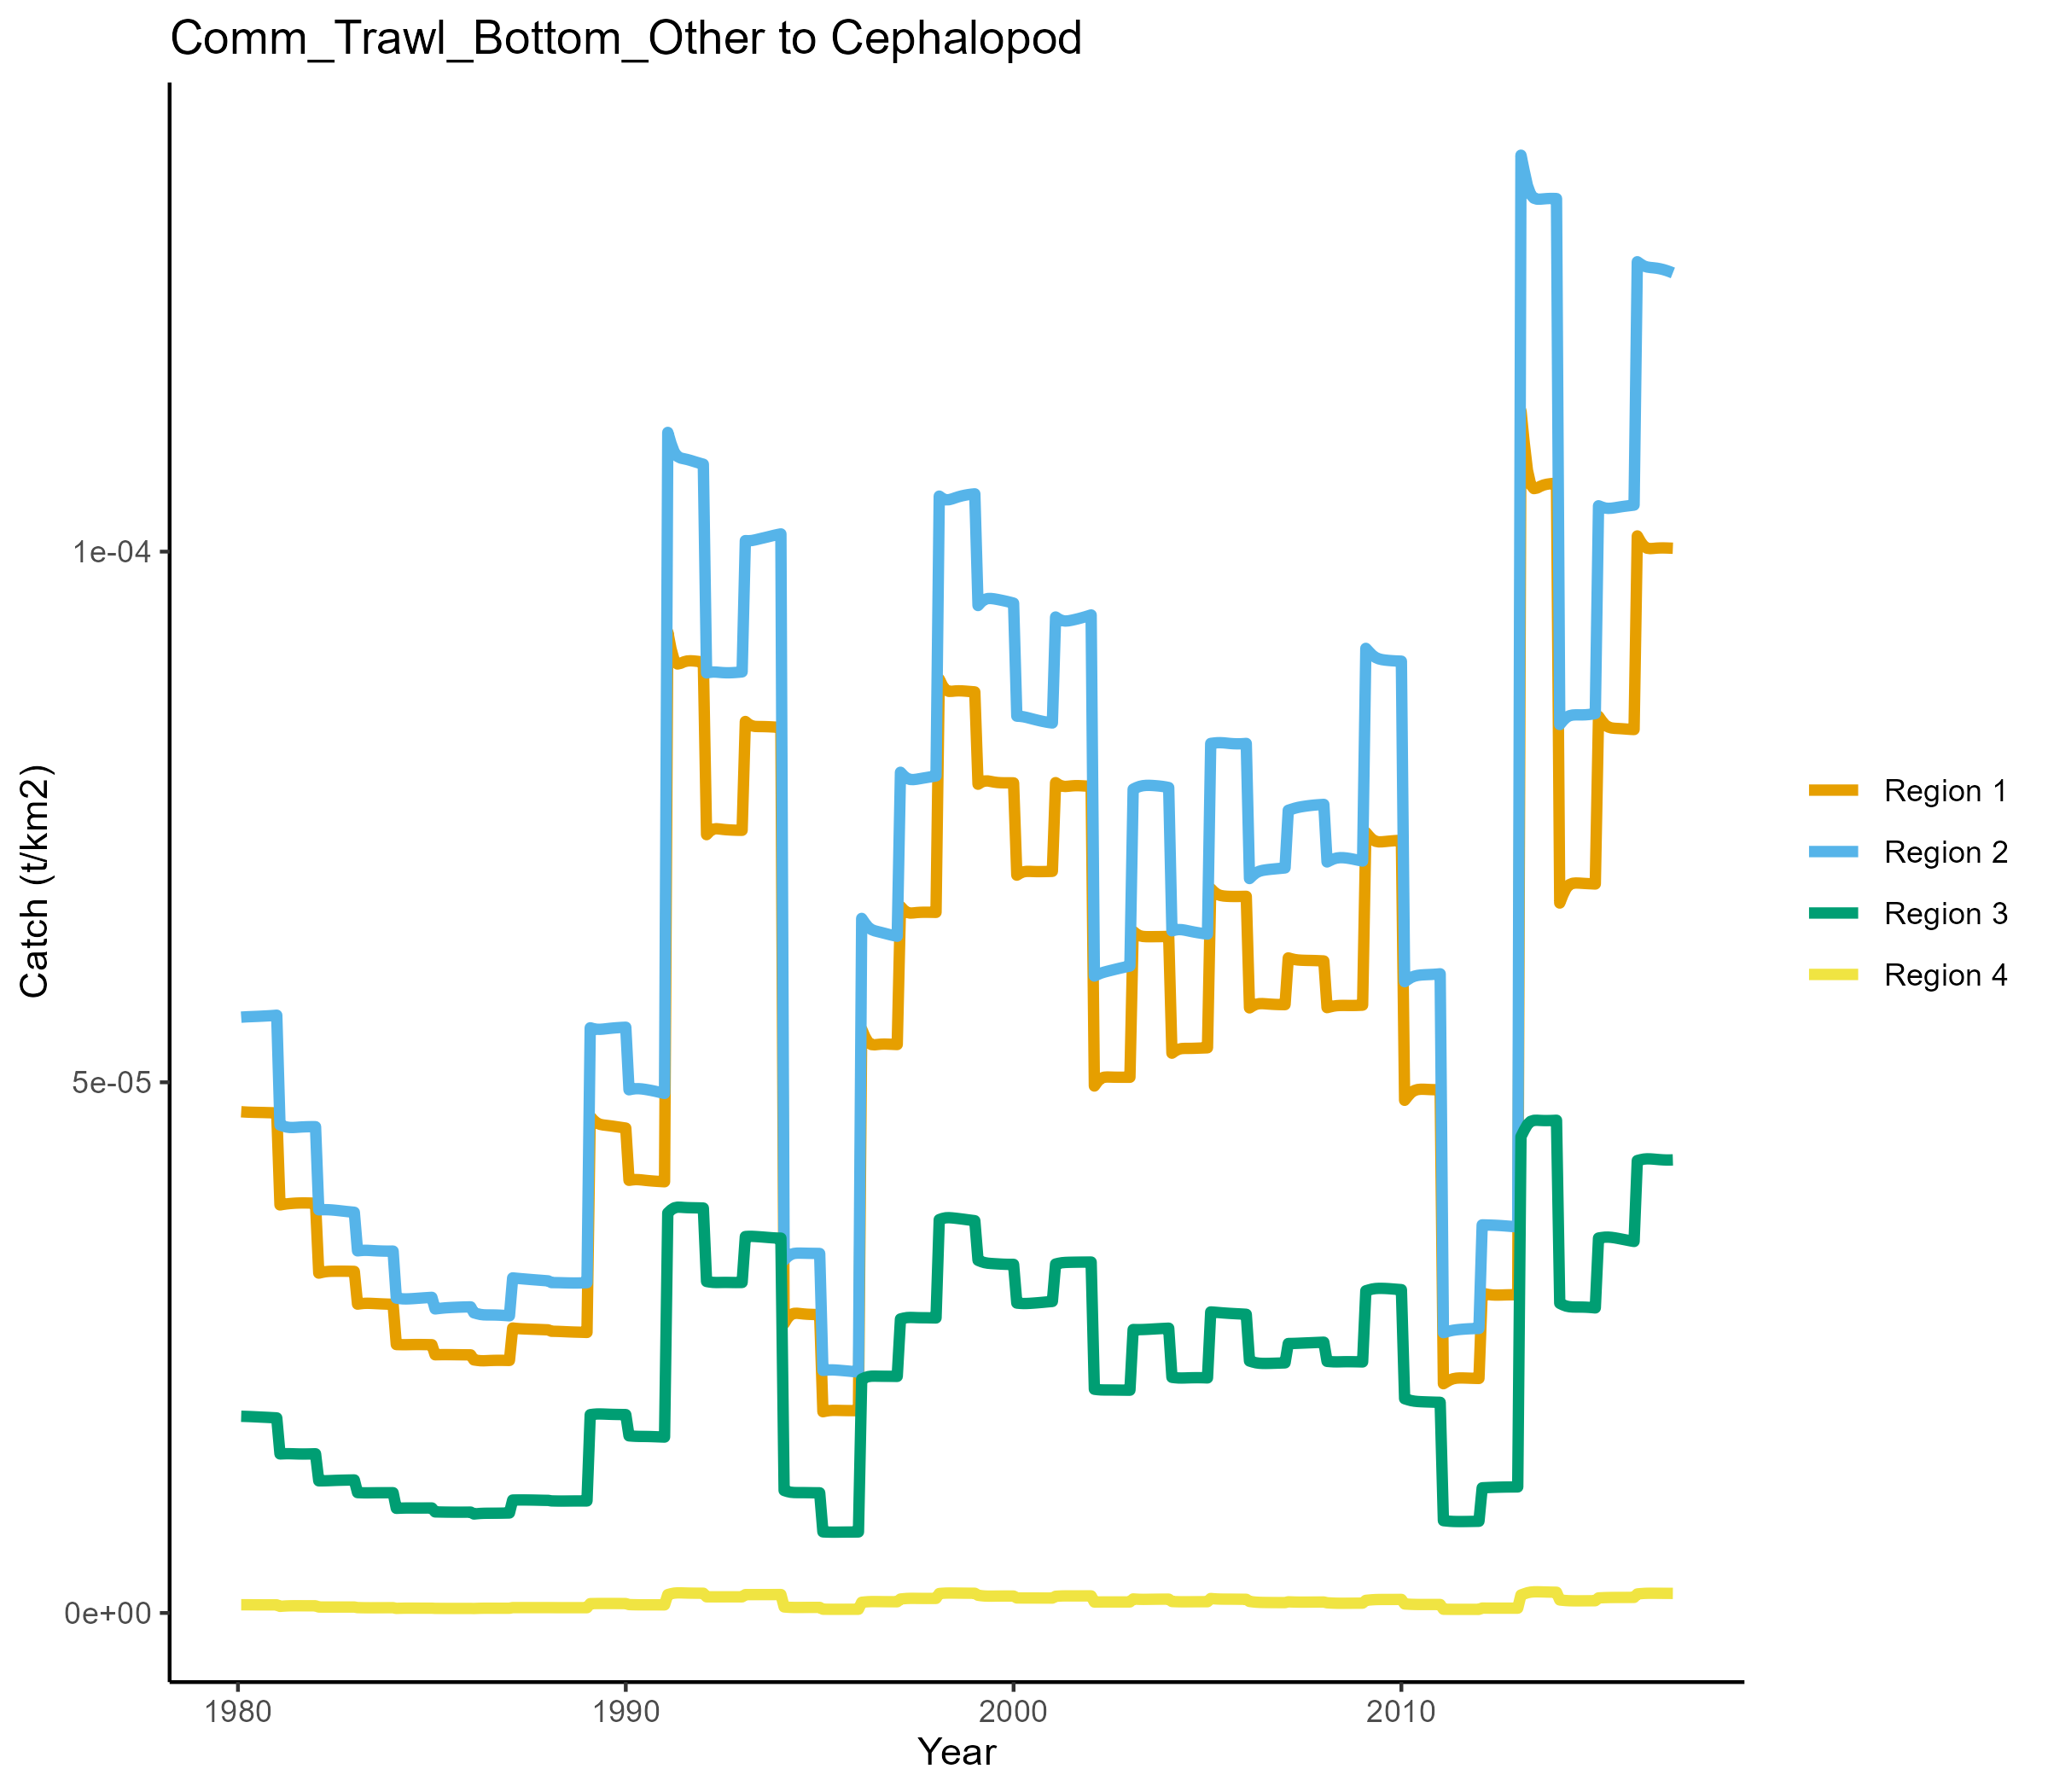 Comm_Trawl_Bottom_Other to Cephalopod
Catch (t/km2)
1e-04
5e-05
0e+00
1980 1990 2000 2010
Year
Region 1
Region 2
Region 3
Region 4